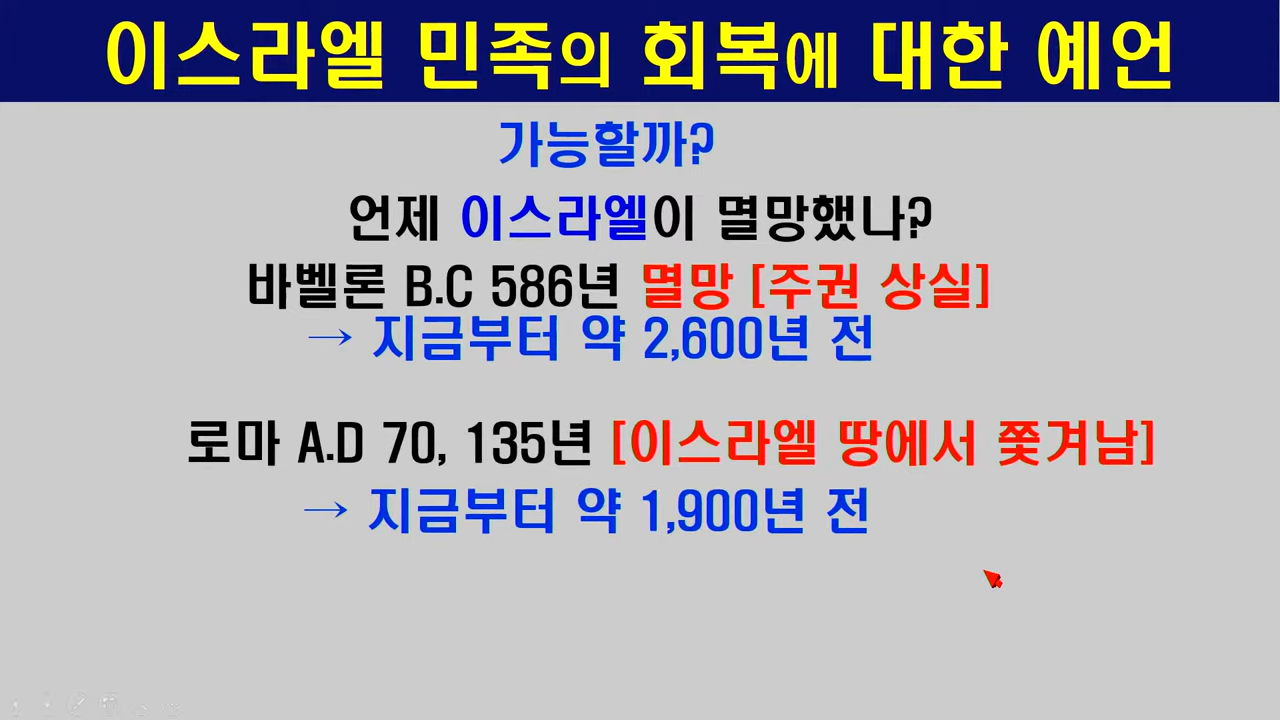 이스라엘 민족의 회복에 대한 예언
가능할까?
언제 이스라엘이 멸망했나?
바벨론 B.C 586년 멸망 [주권 상실]
→ 지금부터 약 2,600년 전
로마 A.D 70, 135년 [이스라엘 땅에서 쫓겨남]
→ 지금부터 약 1,900년 전